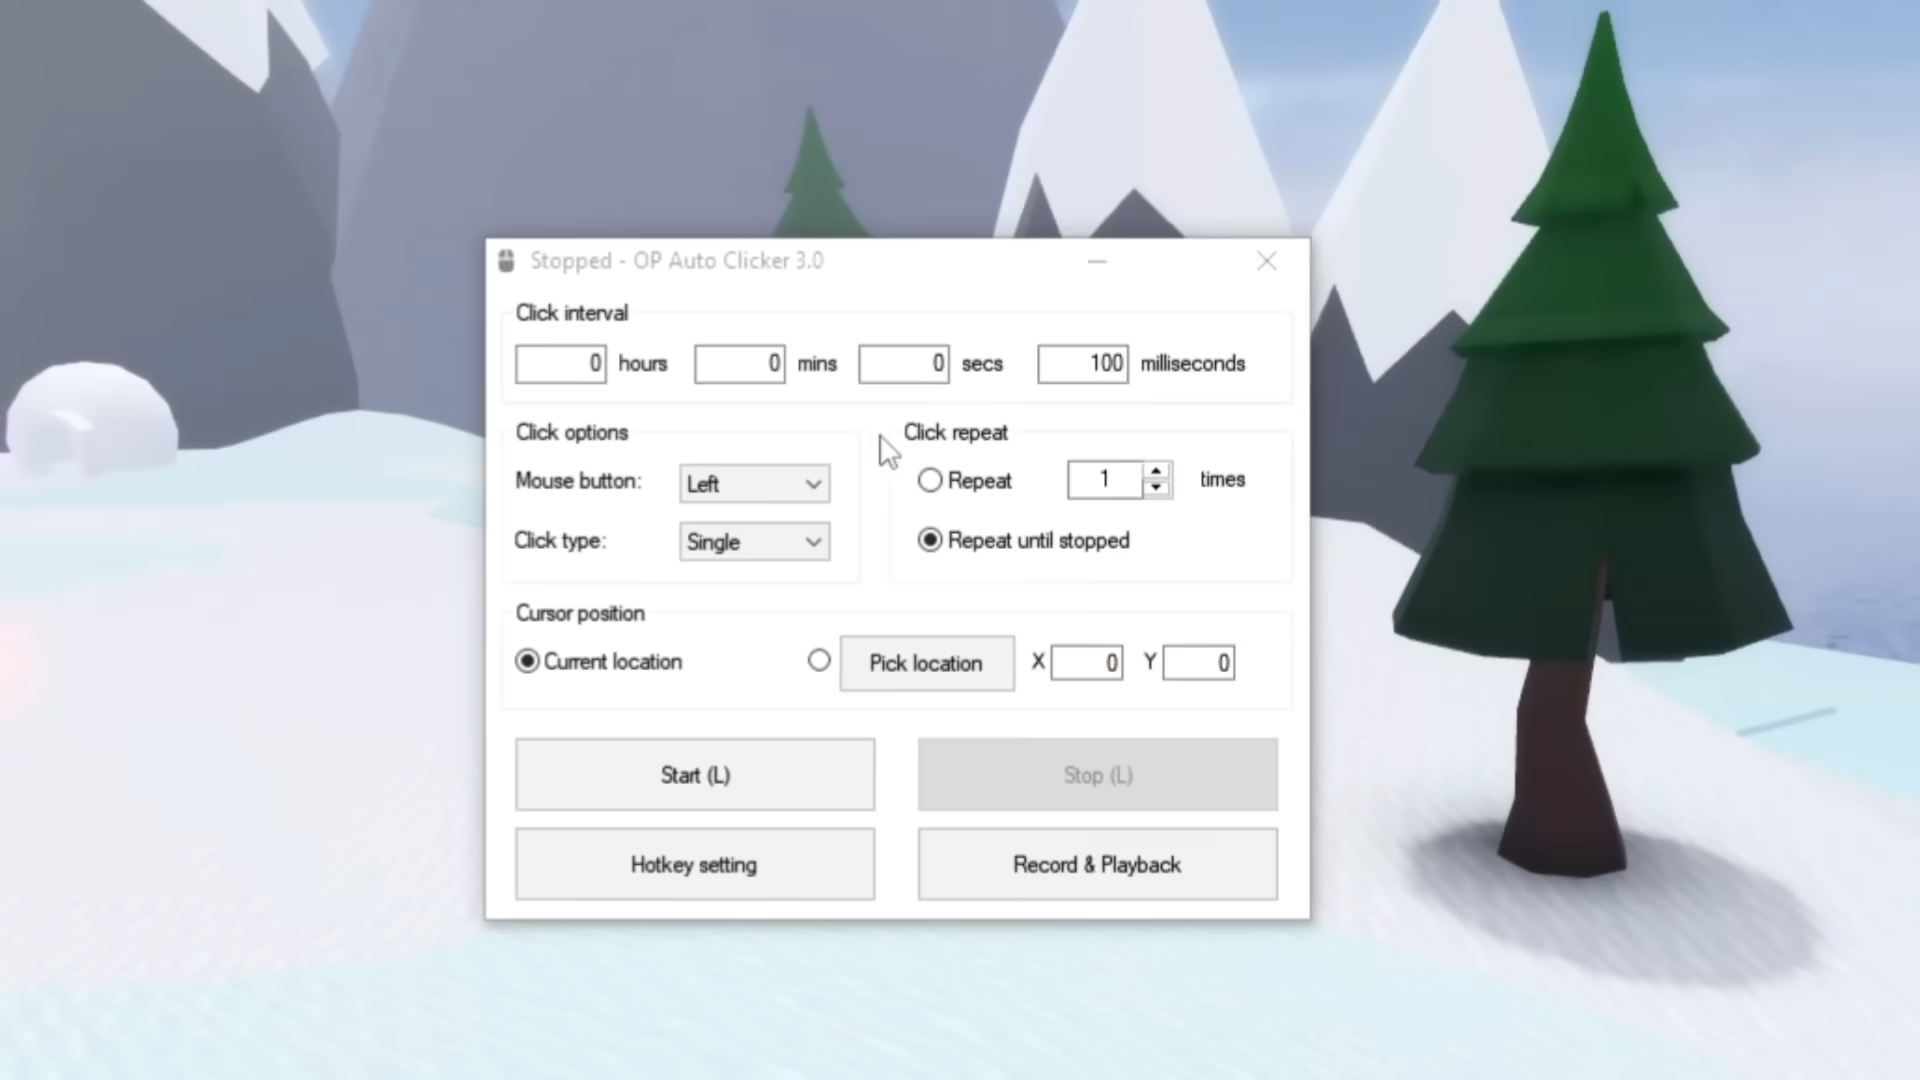 Stopped - OP Auto Clicker 3.0
Click interval
0 hours 0 mins 0 secs 100 milliseconds
Click options
Mouse button: Left
Click type: Single
Click repeat
Repeat 1 times
Repeat until stopped
Cursor position
Current location Pick location X 0 Y 0
Start (L) Stop (L)
Hotkey setting Record & Playback